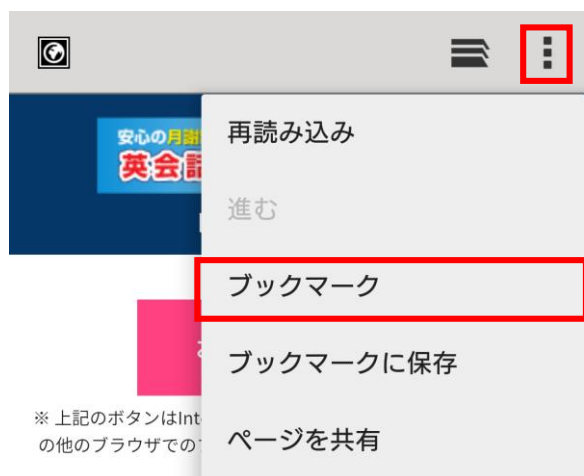 安心の月謝
英会話
再読み込み
進む
ブックマーク
ブックマークに保存
ページを共有
※ 上記のボタンはInt
の他のブラウザでの